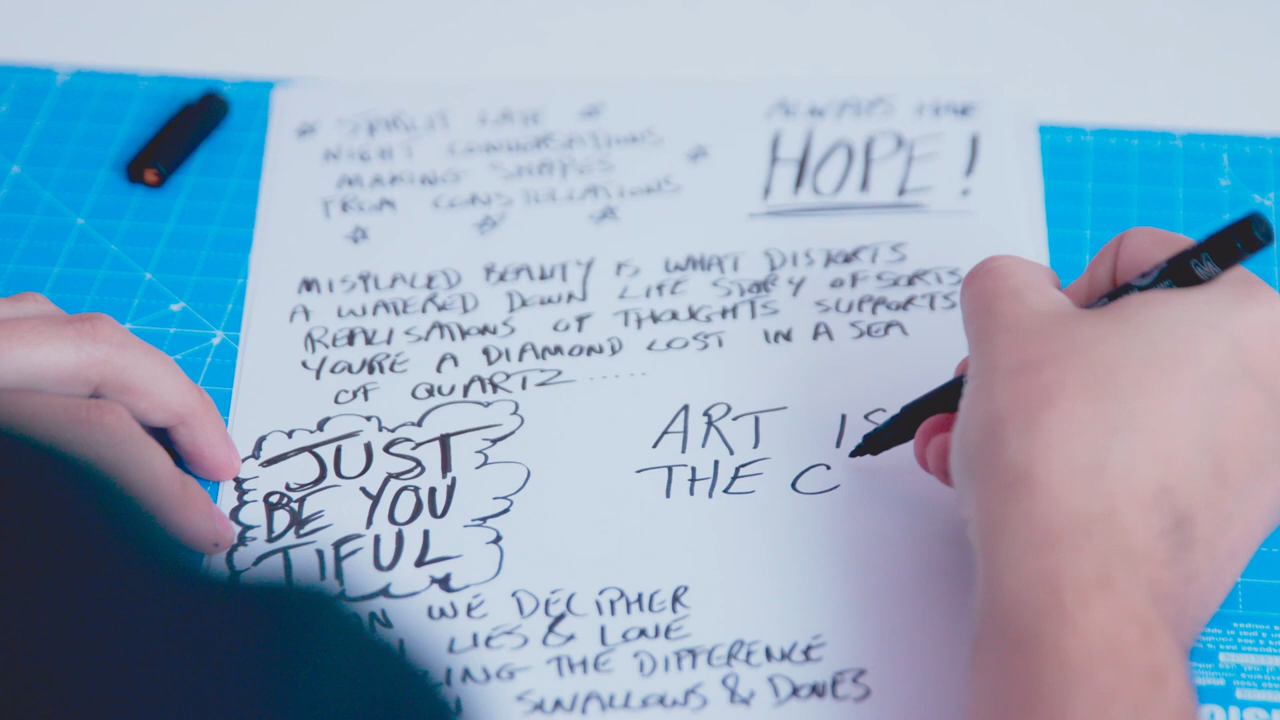 STARLIT LATE
NIGHT CONVERSATIONS
MAKING SHAPES
FROM CONSTELLATIONS
ALWAYS HAVE
HOPE!
MISPLACED BEAUTY IS WHAT DISTORTS
A WATERED DOWN LIFE STORY OF SORTS
REALISATIONS OF THOUGHTS SUPPORTS
YOU'RE A DIAMOND LOST IN A SEA
OF QUARTZ......
JUST
BE YOU
TIFUL
ART IS
THE C
WE DECIPHER
LIES & LOVE
ING THE DIFFERENCE
SWALLOWS & DOVES